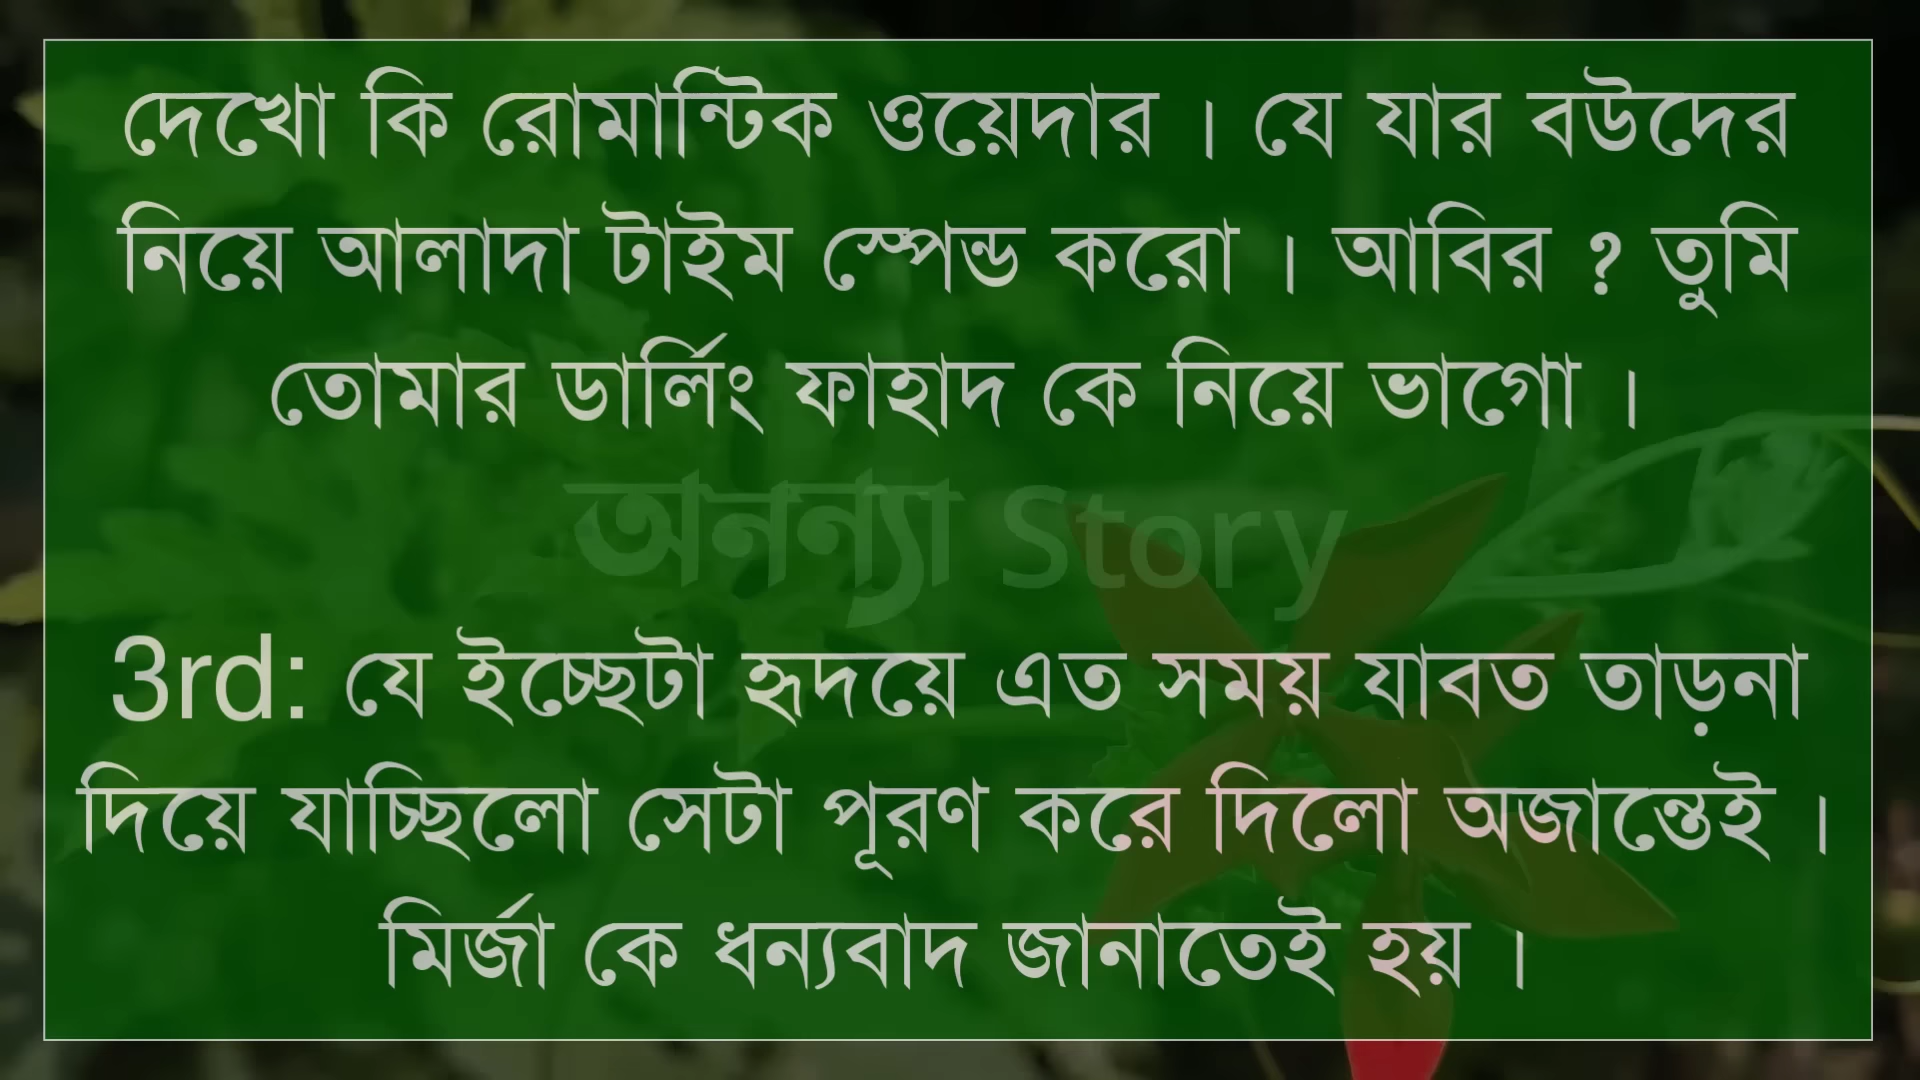 দেখো কি রোমান্টিক ওয়েদার । যে যার বউদের
নিয়ে আলাদা টাইম স্পেন্ড করো । আবির ? তুমি
তোমার ডার্লিং ফাহাদ কে নিয়ে ভাগো ।
অনন্যা Story
3rd: যে ইচ্ছেটা হৃদয়ে এত সময় যাবত তাড়না
দিয়ে যাচ্ছিলো সেটা পূরণ করে দিলো অজান্তেই ।
মির্জা কে ধন্যবাদ জানাতেই হয় ।